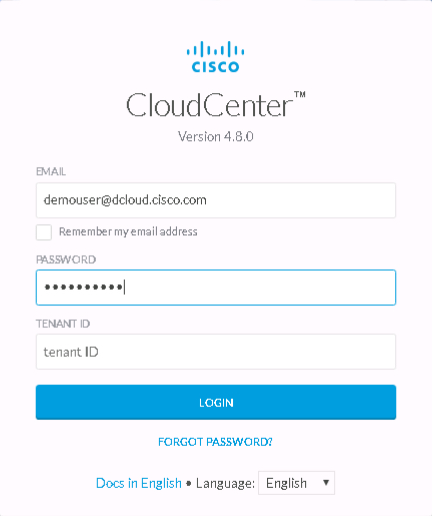 CISCO
CloudCenter™
Version 4.8.0
EMAIL
demouser@dcloud.cisco.com
Remember my email address
PASSWORD
••••••••••
TENANT ID
tenant ID
LOGIN
FORGOT PASSWORD?
Docs in English • Language: English